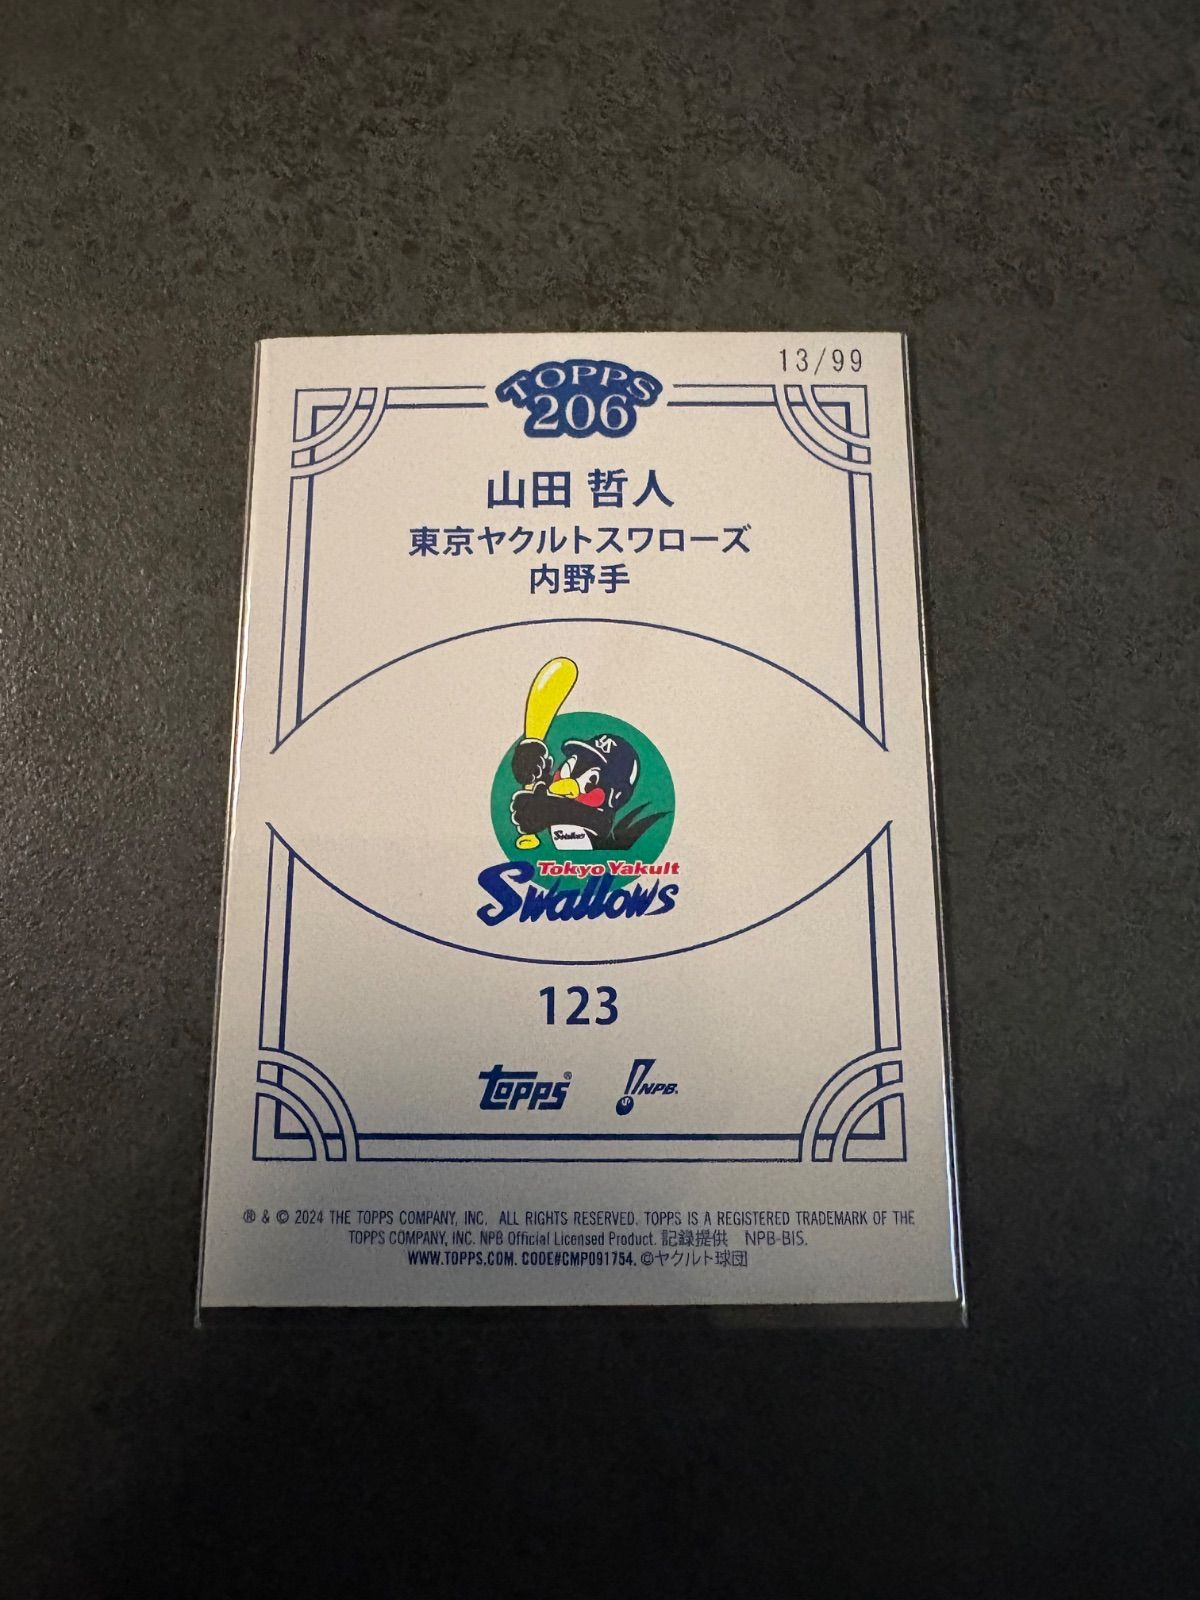 13/99
TOPPS
206
山田 哲人
東京ヤクルトスワローズ
内野手
Swallows
Tokyo Yakult
Swallows
123
topps®
NPB.
® & © 2024 THE TOPPS COMPANY, INC. ALL RIGHTS RESERVED. TOPPS IS A REGISTERED TRADEMARK OF THE
TOPPS COMPANY, INC. NPB Official Licensed Product. 記録提供 NPB-BIS.
WWW.TOPPS.COM. CODE#CMP091754. ©ヤクルト球団